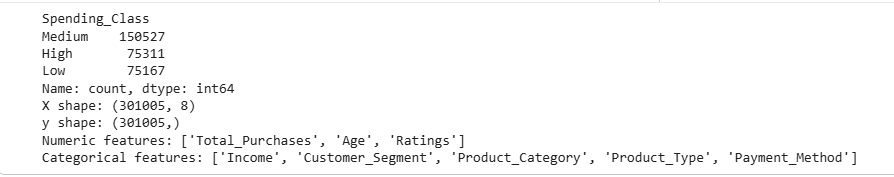 Spending_Class
Medium    150527
High       75311
Low        75167
Name: count, dtype: int64
X shape: (301005, 8)
y shape: (301005,)
Numeric features: ['Total_Purchases', 'Age', 'Ratings']
Categorical features: ['Income', 'Customer_Segment', 'Product_Category', 'Product_Type', 'Payment_Method']